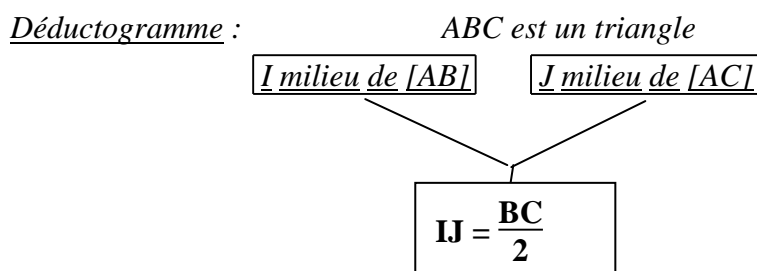 Déductogramme : ABC est un triangle
I milieu de [AB] J milieu de [AC]
IJ = BC/2